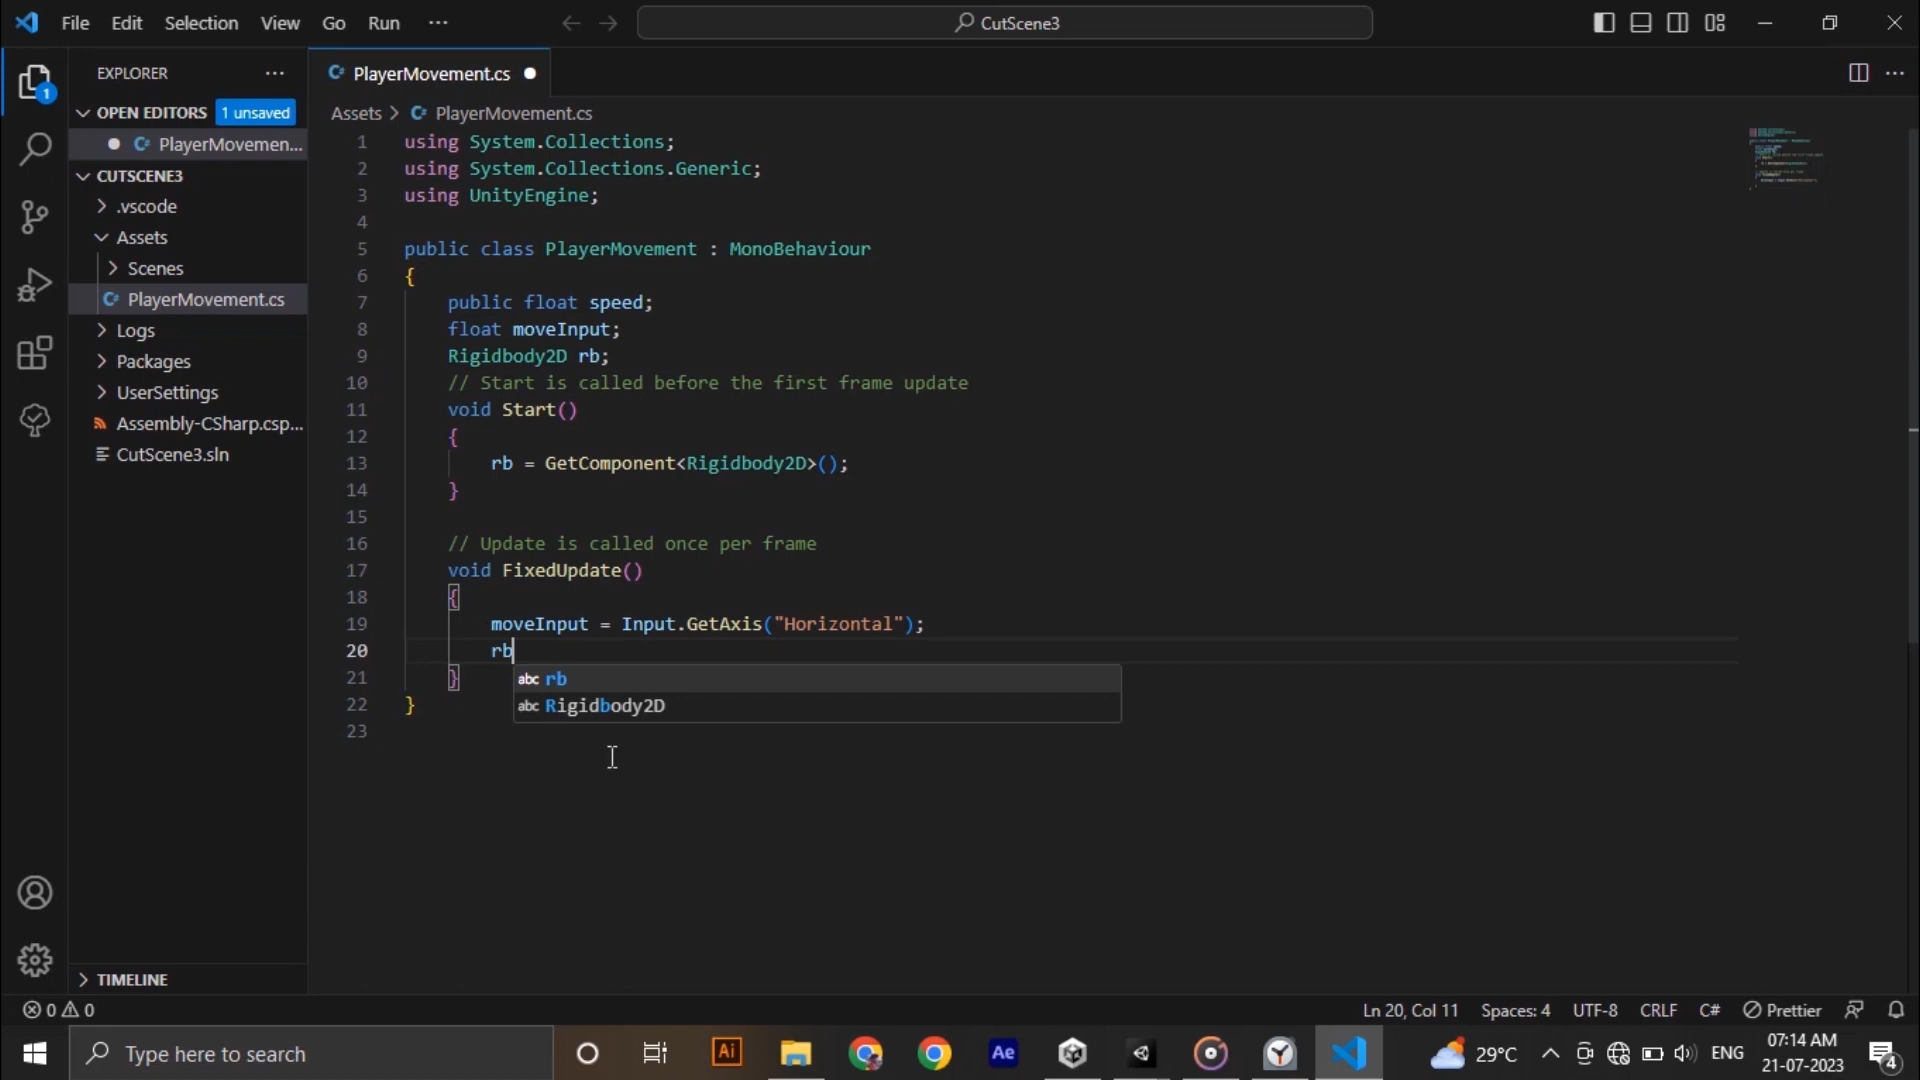 File Edit Selection View Go Run ···
CutScene3
EXPLORER
OPEN EDITORS 1 unsaved
PlayerMovemen...
CUTSCENE3
.vscode
Assets
Scenes
PlayerMovement.cs
Logs
Packages
UserSettings
Assembly-CSharp.csp...
CutScene3.sln
TIMELINE
1
PlayerMovement.cs
Assets > PlayerMovement.cs
1 using System.Collections;
2 using System.Collections.Generic;
3 using UnityEngine;
4
5 public class PlayerMovement : MonoBehaviour
6 {
7 public float speed;
8 float moveInput;
9 Rigidbody2D rb;
10 // Start is called before the first frame update
11 void Start()
12 {
13 rb = GetComponent<Rigidbody2D>();
14 }
15
16 // Update is called once per frame
17 void FixedUpdate()
18 {
19 moveInput = Input.GetAxis("Horizontal");
20 rb
21 }
22 }
23
abc rb
abc Rigidbody2D
0 0
Ln 20, Col 11 Spaces: 4 UTF-8 CRLF C# Prettier
Type here to search
Ai
Ae
29°C
ENG
07:14 AM
21-07-2023
4